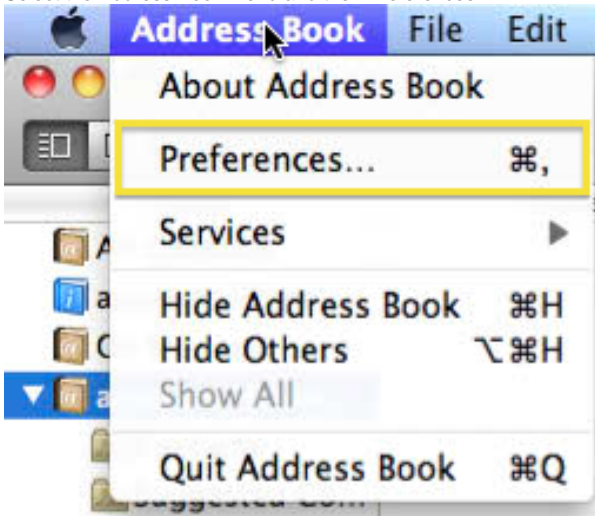 Address Book File Edit
About Address Book
Preferences... ⌘,
Services
Hide Address Book ⌘H
Hide Others ⌥⌘H
Show All
Quit Address Book ⌘Q